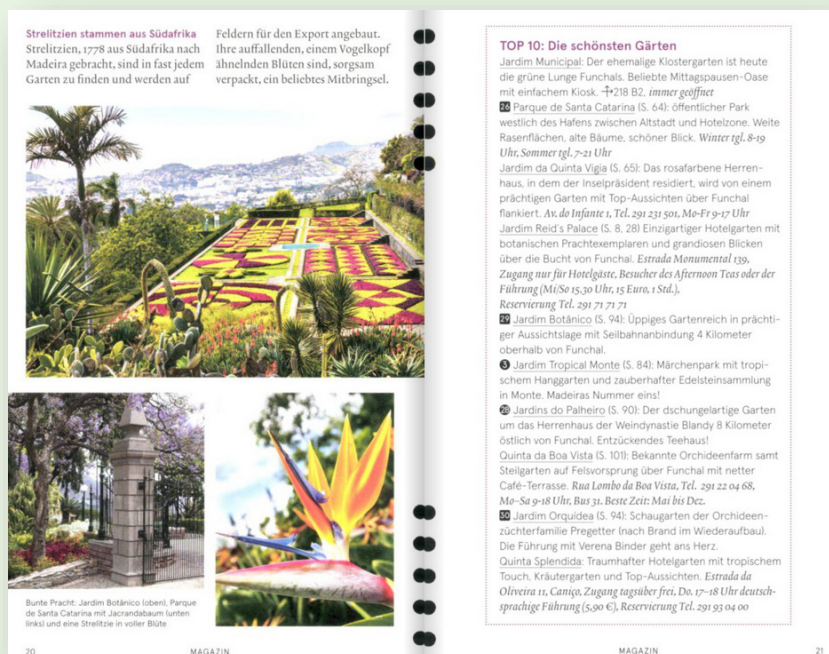 Strelitzien stammen aus Südafrika
Strelitzien, 1778 aus Südafrika nach
Madeira gebracht, sind in fast jedem
Garten zu finden und werden auf
Feldern für den Export angebaut.
Ihre auffallenden, einem Vogelkopf
ähnelnden Blüten sind, sorgsam
verpackt, ein beliebtes Mitbringsel.
Bunte Pracht: Jardim Botânico (oben), Parque
de Santa Catarina mit Jacrandabaum (unten
links) und eine Strelitzie in voller Blüte
20 MAGAZIN
TOP 10: Die schönsten Gärten
Jardim Municipal: Der ehemalige Klostergarten ist heute
die grüne Lunge Funchals. Beliebte Mittagspausen-Oase
mit einfachem Kiosk. 218 B2, immer geöffnet
26 Parque de Santa Catarina (S. 64): öffentlicher Park
westlich des Hafens zwischen Altstadt und Hotelzone. Weite
Rasenflächen, alte Bäume, schöner Blick. Winter tgl. 8-19
Uhr, Sommer tgl. 7-21 Uhr
Jardim da Quinta Vigia (S. 65): Das rosafarbene Herren-
haus, in dem der Inselpräsident residiert, wird von einem
prächtigen Garten mit Top-Aussichten über Funchal
flankiert. Av. do Infante 1, Tel. 291 231 501, Mo-Fr 9-17 Uhr
Jardim Reid's Palace (S. 8, 28) Einzigartiger Hotelgarten mit
botanischen Prachtexemplaren und grandiosen Blicken
über die Bucht von Funchal. Estrada Monumental 139,
Zugang nur für Hotelgäste, Besucher des Afternoon Teas oder der
Führung (Mi/So 15.30 Uhr, 15 Euro, 1 Std.),
Reservierung Tel. 291 71 71 71
29 Jardim Botânico (S. 94): Üppiges Gartenreich in prächti-
ger Aussichtslage mit Seilbahnanbindung 4 Kilometer
oberhalb von Funchal.
3 Jardim Tropical Monte (S. 84): Märchenpark mit tropi-
schem Hanggarten und zauberhafter Edelsteinsammlung
in Monte. Madeiras Nummer eins!
28 Jardins do Palheiro (S. 90): Der dschungelartige Garten
um das Herrenhaus der Weindynastie Blandy 8 Kilometer
östlich von Funchal. Entzückendes Teehaus!
Quinta da Boa Vista (S. 101): Bekannte Orchideenfarm samt
Steilgarten auf Felsvorsprung über Funchal mit netter
Café-Terrasse. Rua Lombo da Boa Vista, Tel. 291 22 04 68,
Mo–Sa 9-18 Uhr, Bus 31. Beste Zeit: Mai bis Dez.
30 Jardim Orquídea (S. 94): Schaugarten der Orchideen-
züchterfamilie Pregetter (nach Brand im Wiederaufbau).
Die Führung mit Verena Binder geht ans Herz.
Quinta Splendida: Traumhafter Hotelgarten mit tropischem
Touch, Kräutergarten und Top-Aussichten. Estrada da
Oliveira 11, Caniço, Zugang tagsüber frei, Do. 17–18 Uhr deutsch-
sprachige Führung (5,90 €), Reservierung Tel. 291 93 04 00
MAGAZIN 21